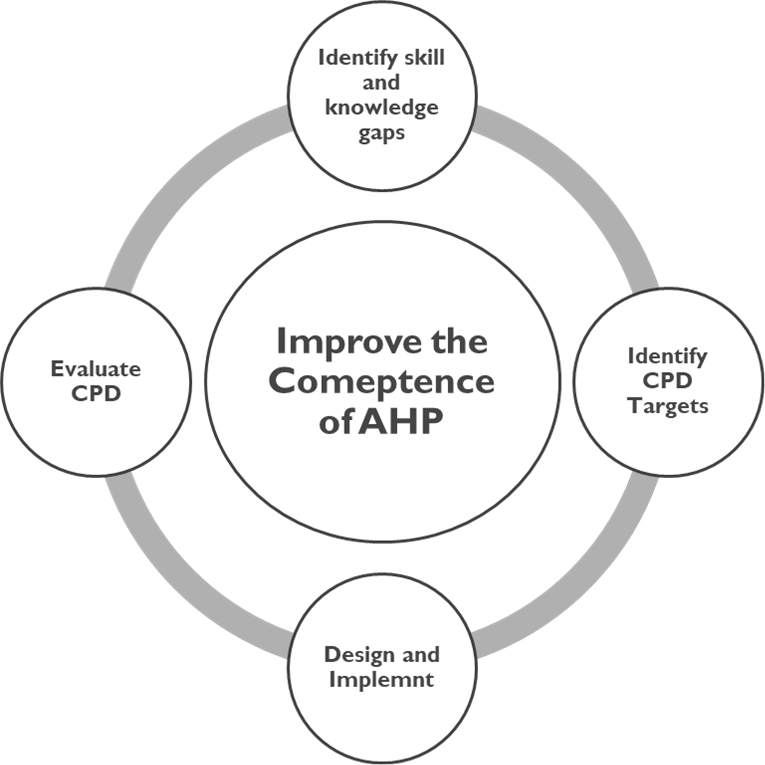 Identify skill
and
knowledge
gaps
Improve the
Comeptence
of AHP
Evaluate
CPD
Identify
CPD
Targets
Design and
Implemnt